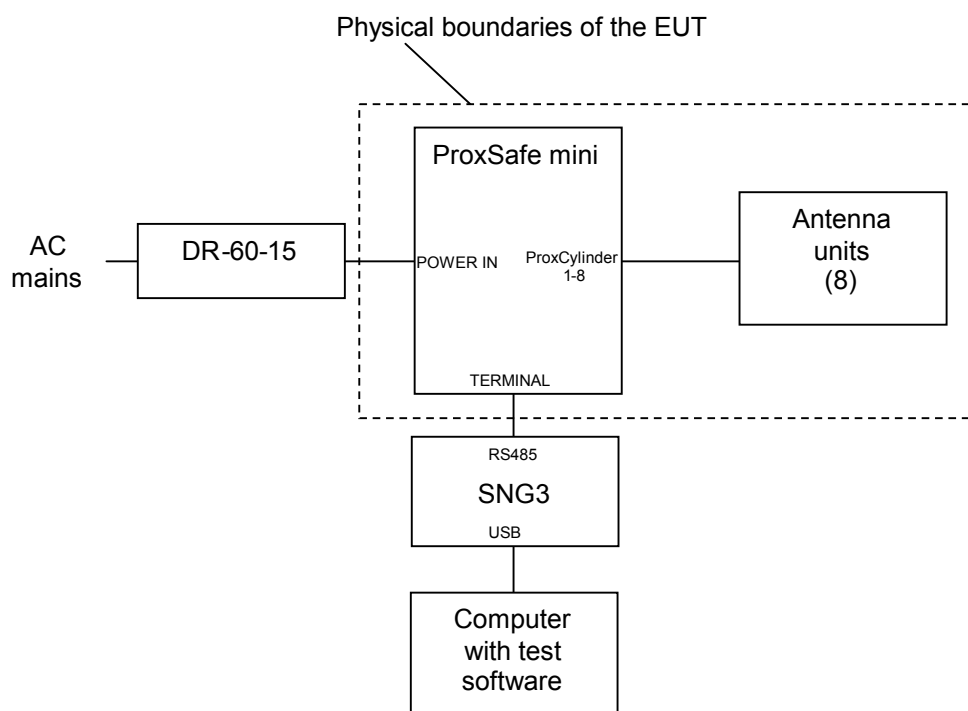 Physical boundaries of the EUT
ProxSafe mini
AC
mains
DR-60-15
POWER IN
ProxCylinder
1-8
Antenna
units
(8)
TERMINAL
RS485
SNG3
USB
Computer
with test
software